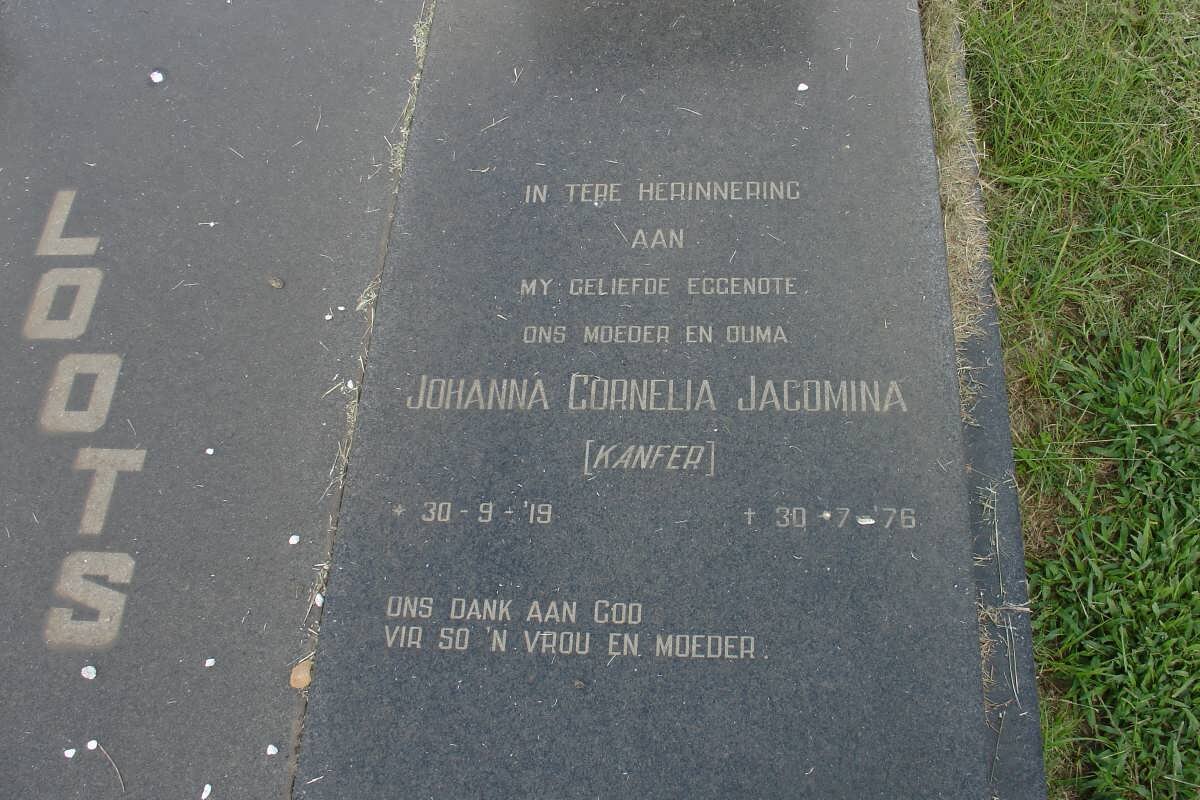 LOOTS
IN TERE HERINNERING
AAN
MY GELIEFDE EGGENOTE
ONS MOEDER EN OUMA
JOHANNA CORNELIA JACOMINA
[KANFER]
* 30 - 9 - '19 † 30 - 7 - '76
ONS DANK AAN GOD
VIR SO 'N VROU EN MOEDER.